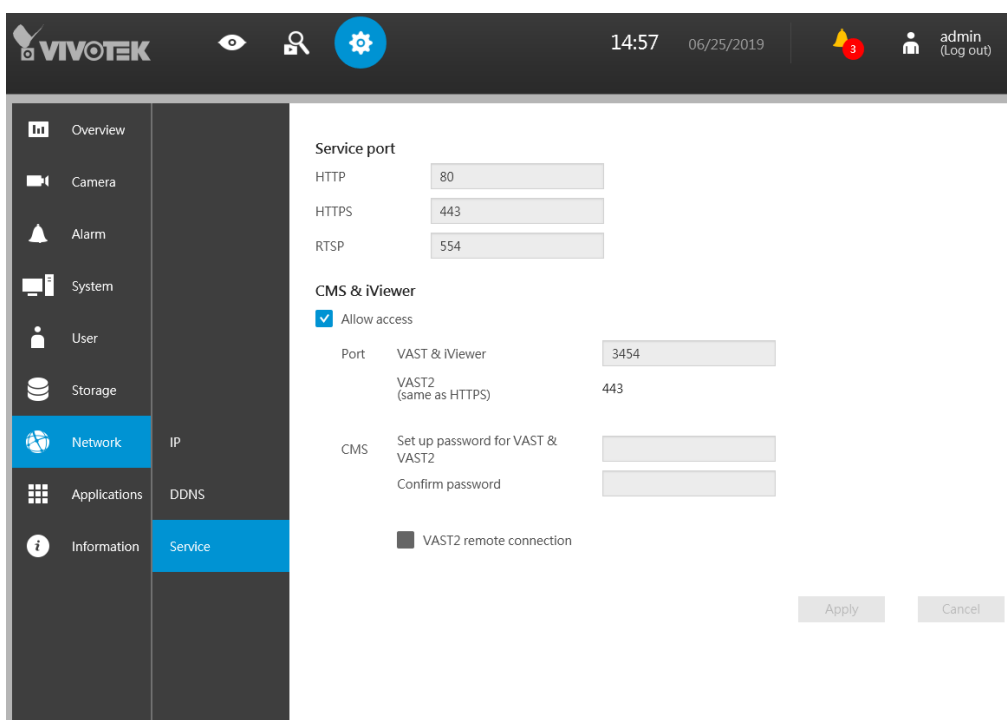 VIVOTEK
14:57
06/25/2019
3
admin
(Log out)
Overview
Camera
Alarm
System
User
Storage
Network
Applications
Information
IP
DDNS
Service
Service port
HTTP 80
HTTPS 443
RTSP 554
CMS & iViewer
Allow access
Port VAST & iViewer 3454
VAST2
(same as HTTPS) 443
CMS Set up password for VAST &
VAST2
Confirm password
VAST2 remote connection
Apply Cancel